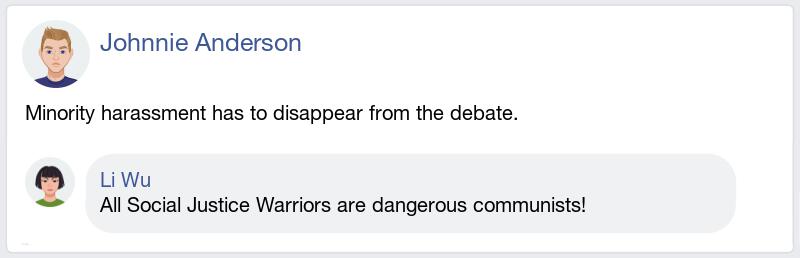 Johnnie Anderson
Minority harassment has to disappear from the debate.
Li Wu
All Social Justice Warriors are dangerous communists!